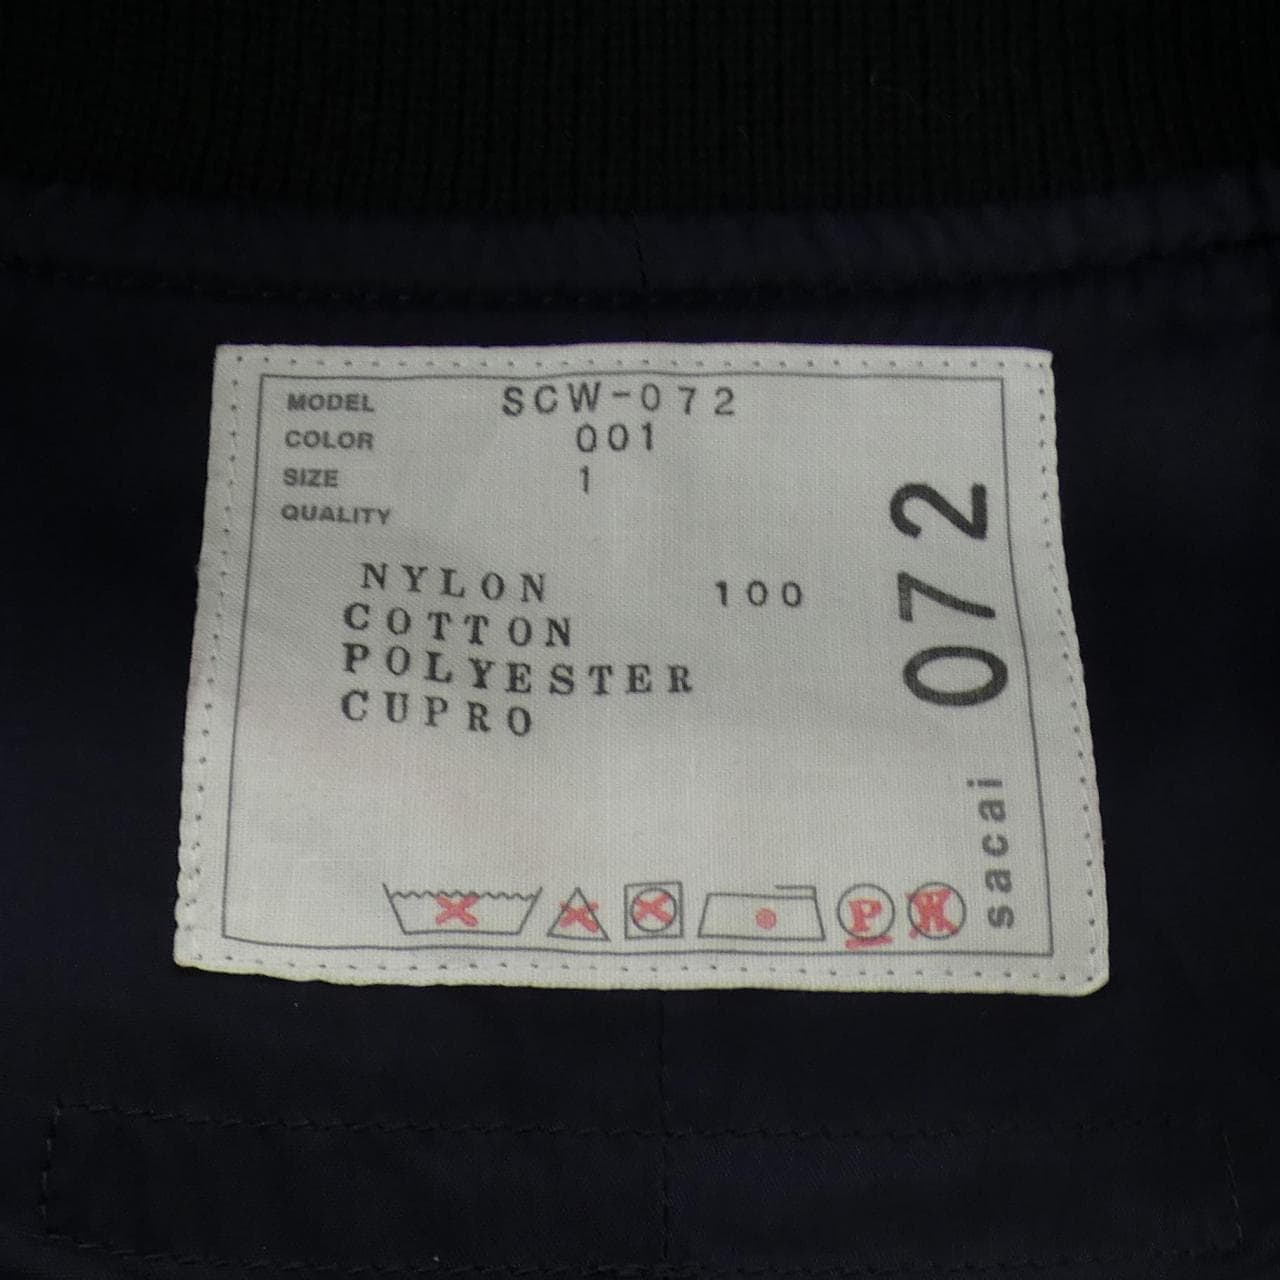 MODEL SCW-072
COLOR 001
SIZE 1
QUALITY
NYLON 100
COTTON
POLYESTER
CUPRO
sacai 072
P
W